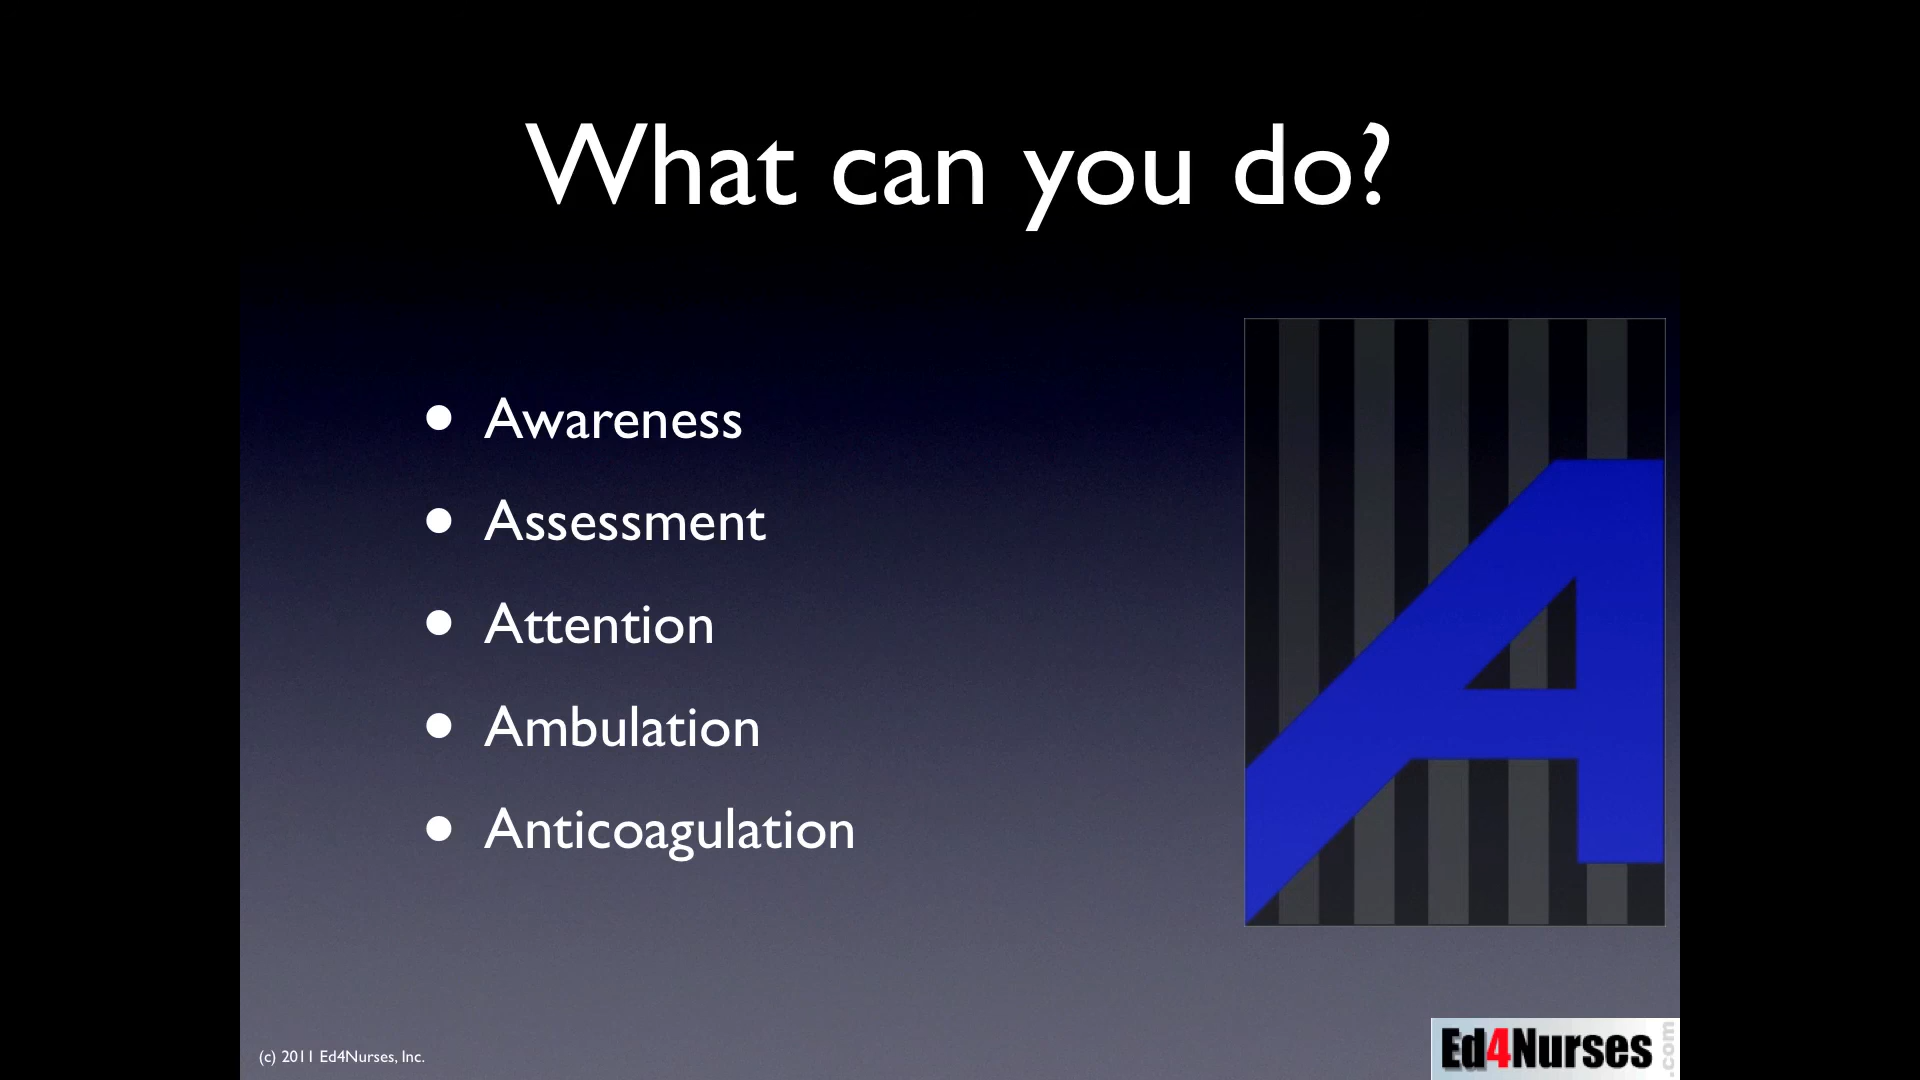 What can you do?
• Awareness
• Assessment
• Attention
• Ambulation
• Anticoagulation
A
(c) 2011 Ed4Nurses, Inc.
Ed4Nurses.com